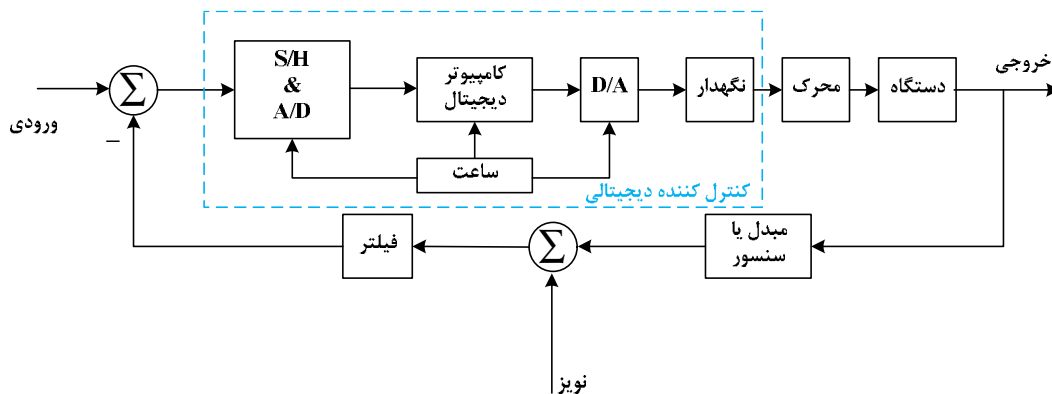 ورودی
Σ
–
S/H
&
A/D
کامپیوتر
دیجیتال
D/A
نگهدار
محرک
دستگاه
خروجی
ساعت
کنترل کننده دیجیتالی
فیلتر
Σ
مبدل یا
سنسور
نویز